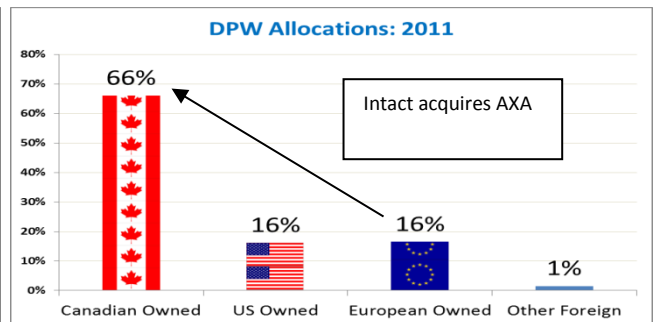 DPW Allocations: 2011
80%
70%
60%
50%
40%
30%
20%
10%
0%
66%
Intact acquires AXA
16%
16%
1%
Canadian Owned
US Owned
European Owned
Other Foreign